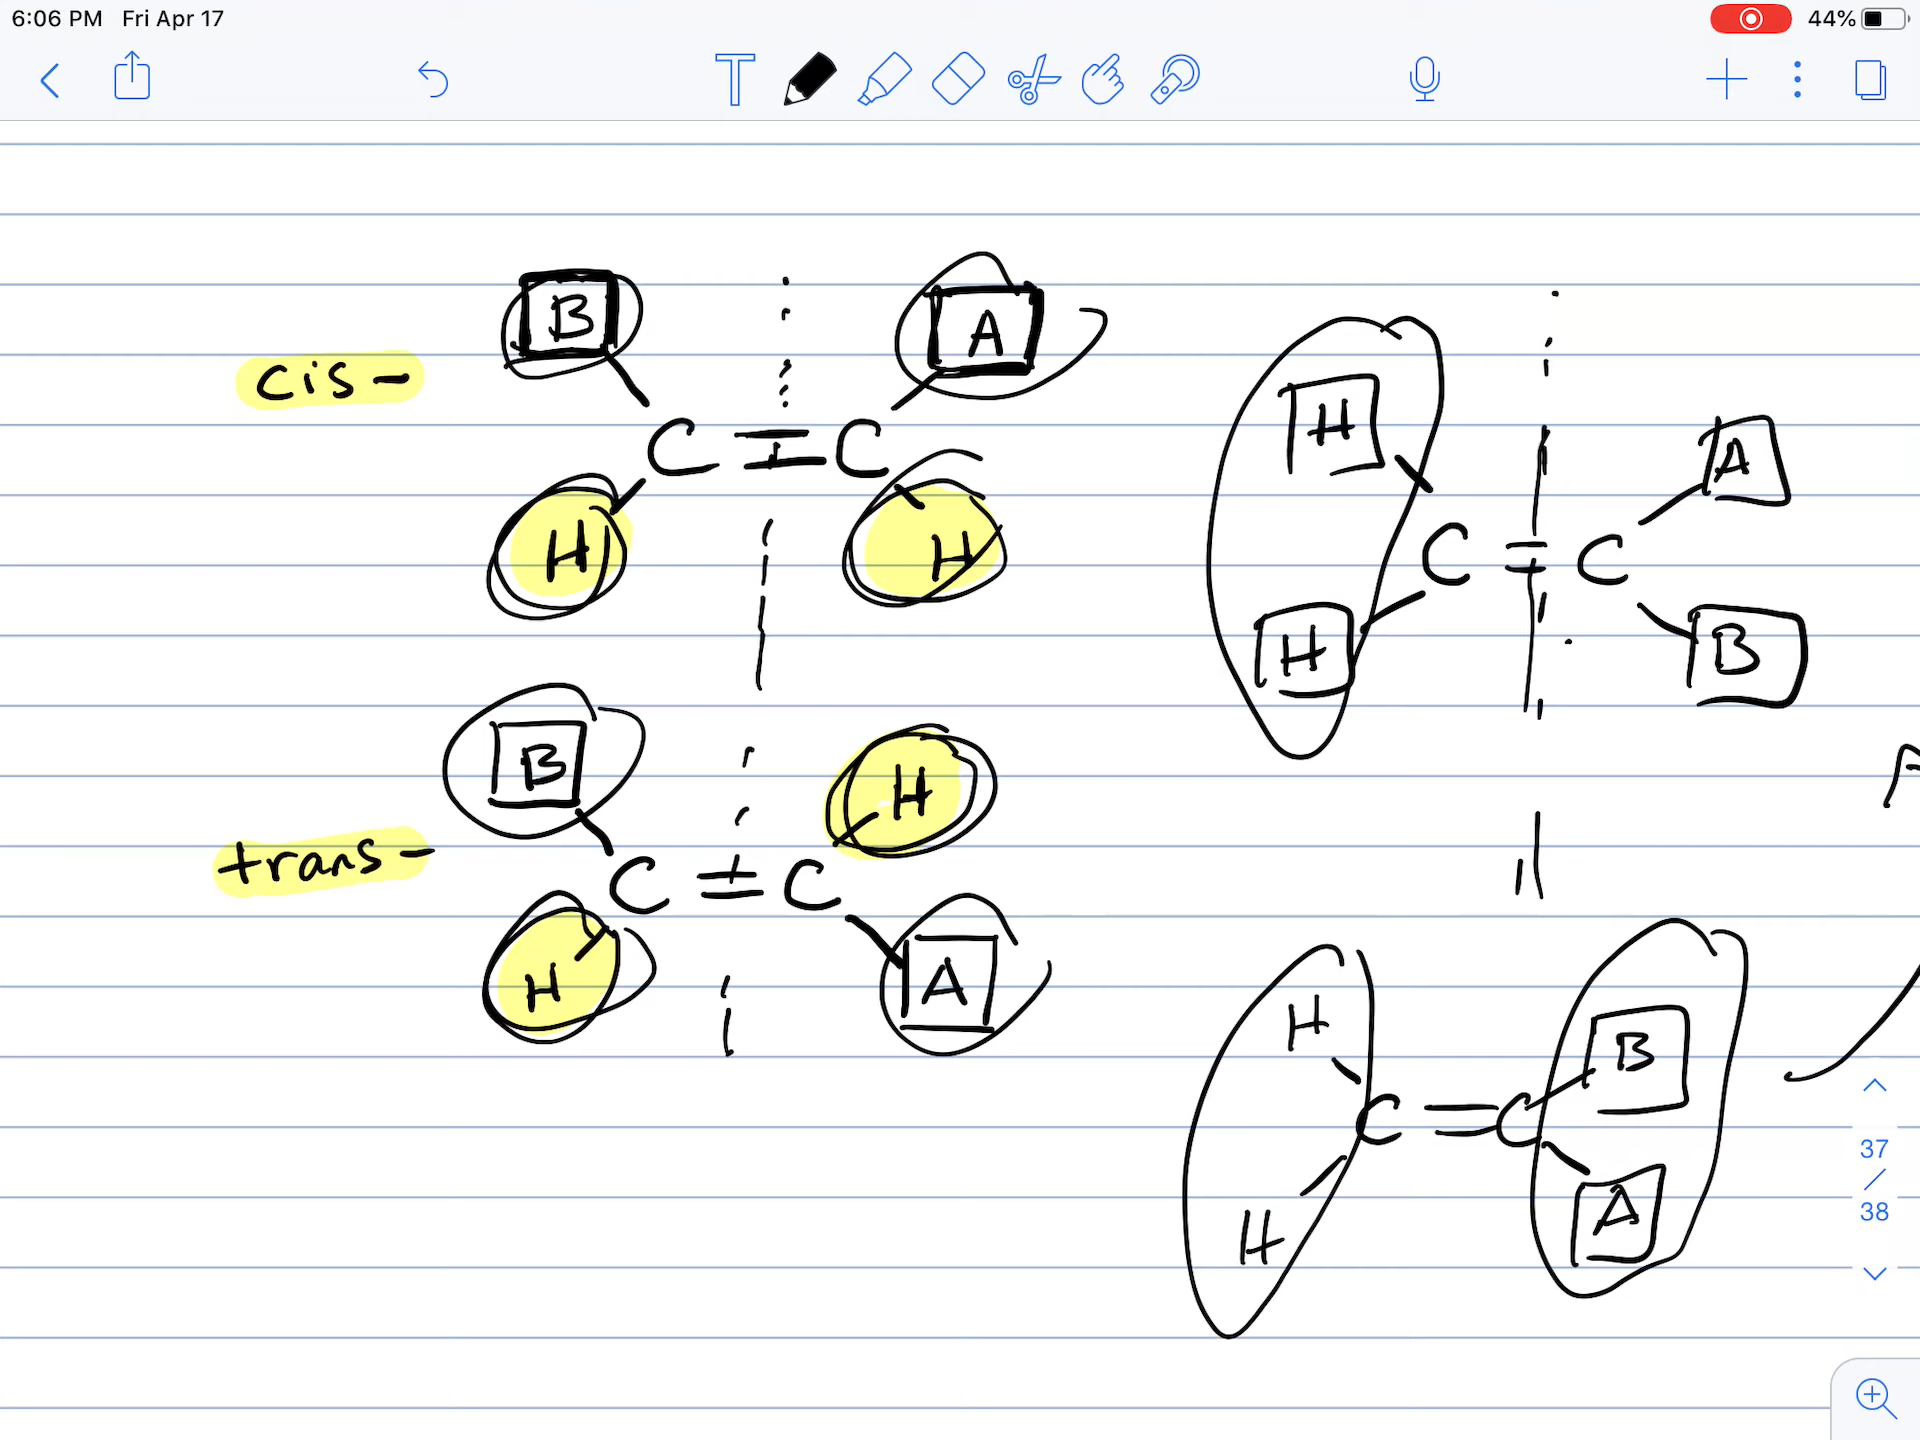 6:06 PM Fri Apr 17
44%
B A
cis-
C = C
H H
B H
trans-
C = C
H A
H A
C = C
H B
H B
C = C
H A
37
/
38